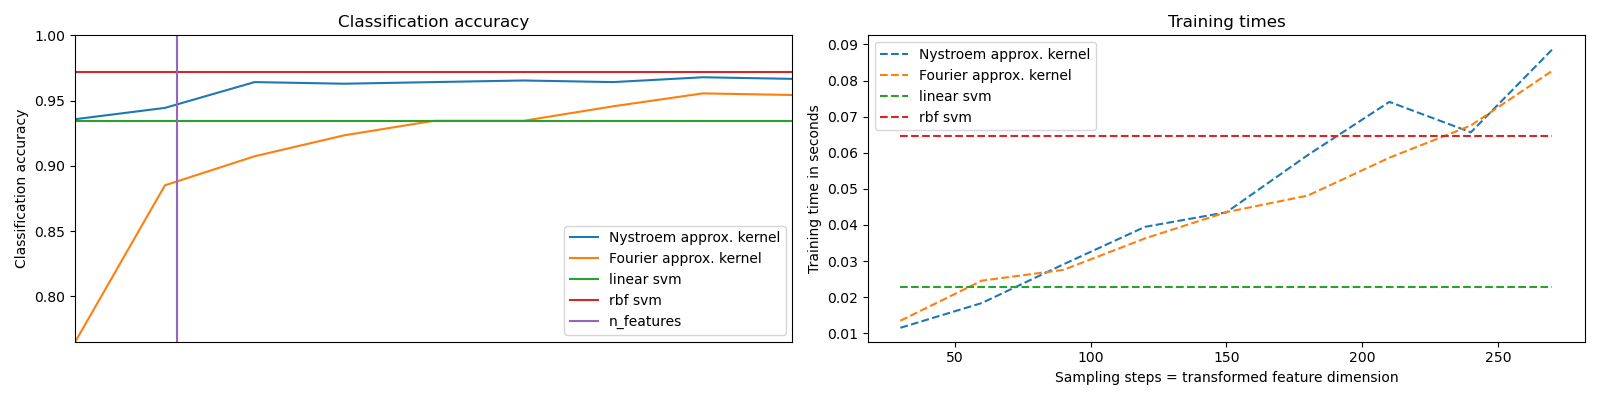 Classification accuracy
Classification accuracy
1.00
0.95
0.90
0.85
0.80
Nystroem approx. kernel
Fourier approx. kernel
linear svm
rbf svm
n_features
Training times
Training time in seconds
0.09
0.08
0.07
0.06
0.05
0.04
0.03
0.02
0.01
Nystroem approx. kernel
Fourier approx. kernel
linear svm
rbf svm
50 100 150 200 250
Sampling steps = transformed feature dimension